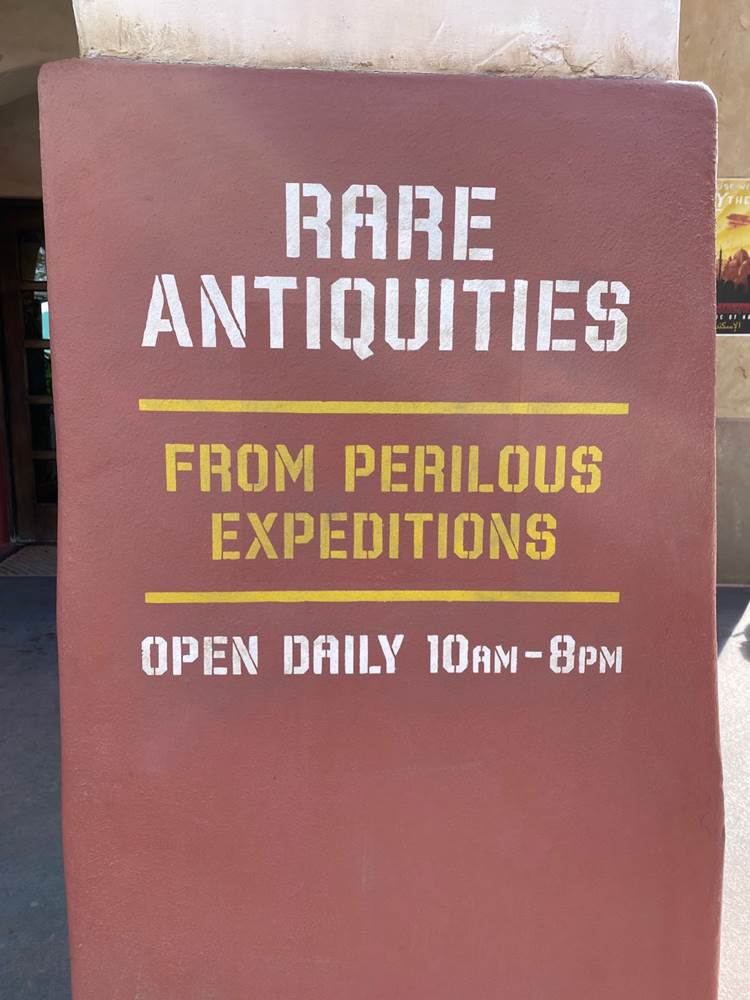 RARE
ANTIQUITIES
FROM PERILOUS
EXPEDITIONS
OPEN DAILY 10AM-8PM